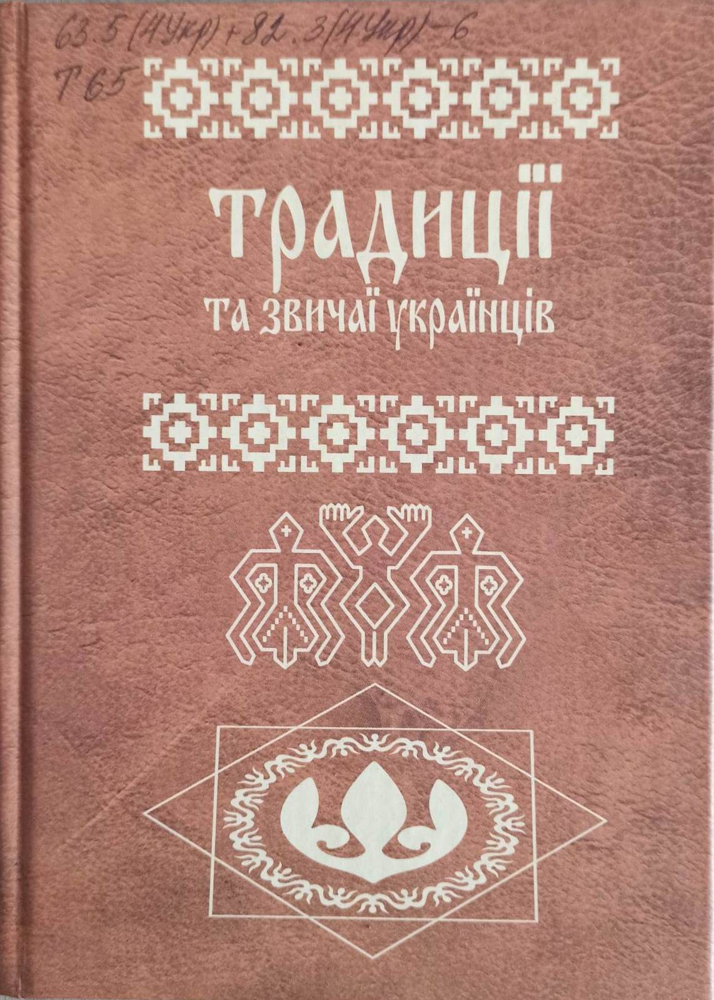 63.5(4Укр)+82.3(4Укр)-6
Т65
традиції
та звичаї українців